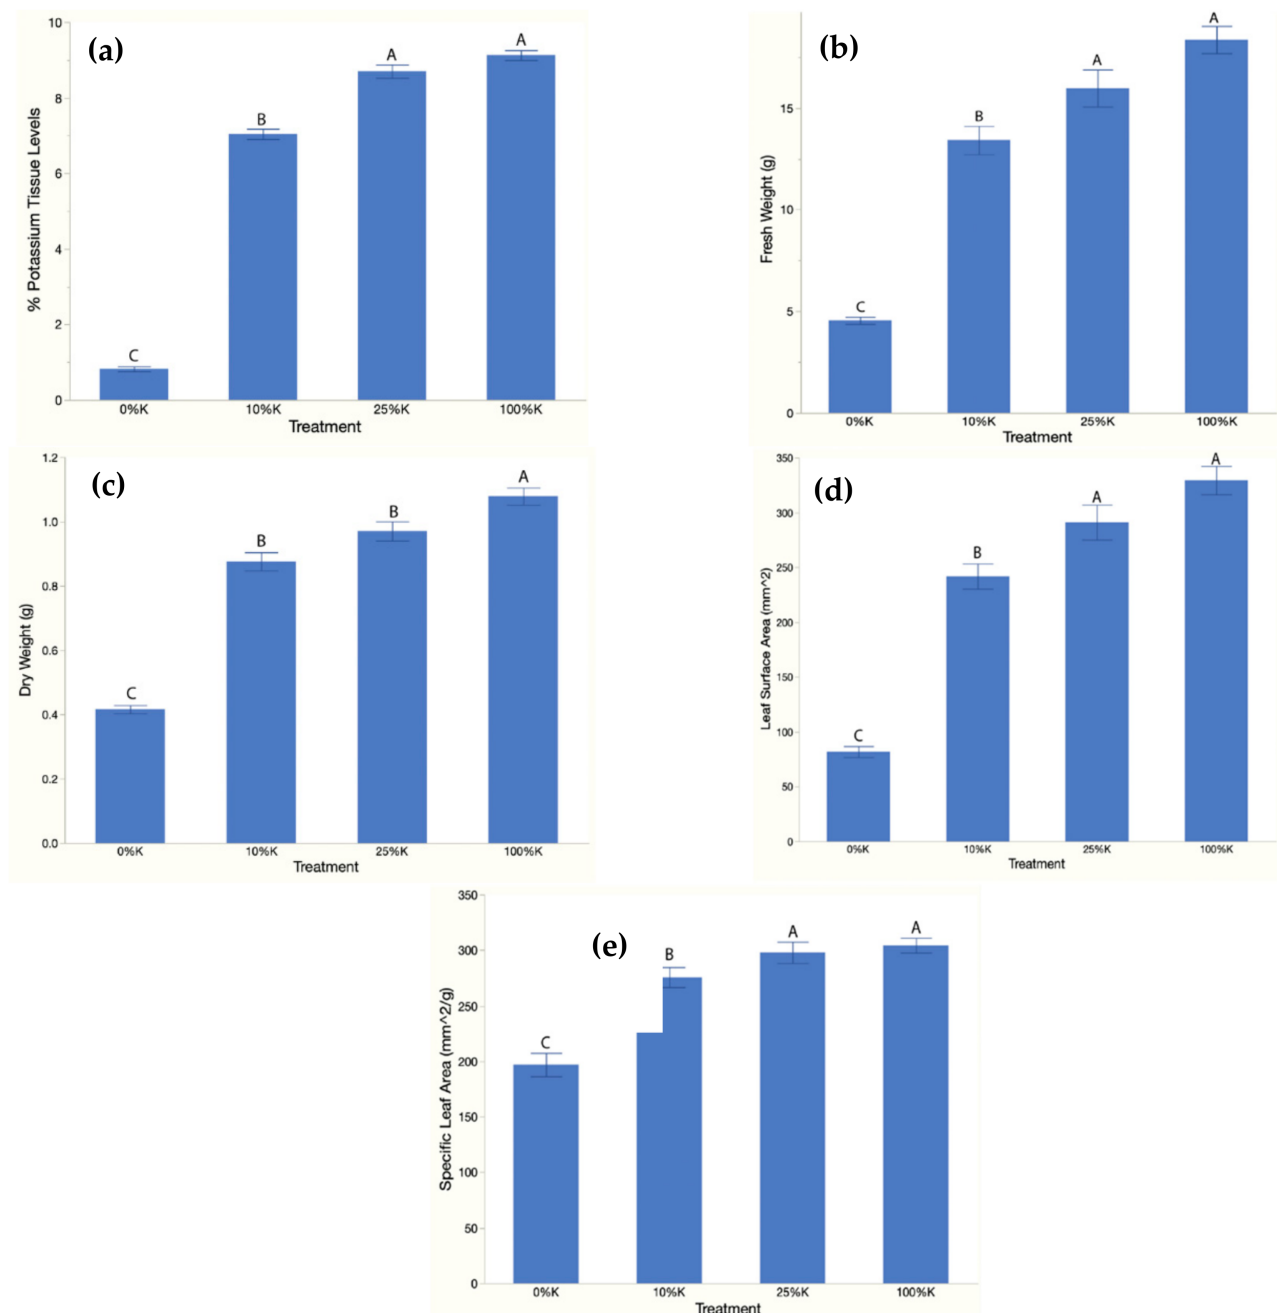 (a)
% Potassium Tissue Levels
10
8
6
4
2
0
C
B
A
A
0%K 10%K 25%K 100%K
Treatment
(b)
Fresh Weight (g)
15
10
5
0
C
B
A
A
0%K 10%K 25%K 100%K
Treatment
(c)
Dry Weight (g)
1.2
1.0
0.8
0.6
0.4
0.2
0.0
C
B
B
A
0%K 10%K 25%K 100%K
Treatment
(d)
Leaf Surface Area (mm^2)
350
300
250
200
150
100
50
0
C
B
A
A
0%K 10%K 25%K 100%K
Treatment
(e)
Specific Leaf Area (mm^2/g)
350
300
250
200
150
100
50
0
C
B
A
A
0%K 10%K 25%K 100%K
Treatment